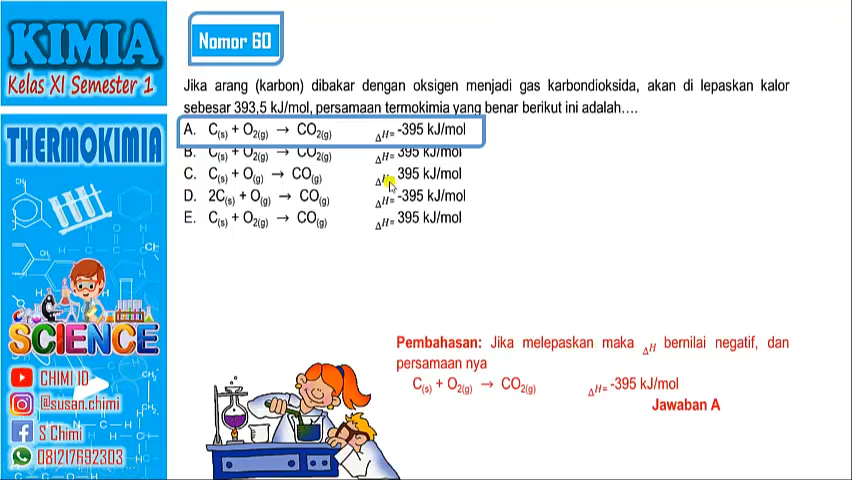 KIMIA
Kelas XI Semester 1
Nomor 60
THERMOKIMIA
Jika arang (karbon) dibakar dengan oksigen menjadi gas karbondioksida, akan di lepaskan kalor
sebesar 393,5 kJ/mol, persamaan termokimia yang benar berikut ini adalah….
A. C(s) + O2(g) → CO2(g) ΔH= -395 kJ/mol
B. C(s) + O2(g) → CO2(g) ΔH= 395 kJ/mol
C. C(s) + O(g) → CO(g) ΔH= 395 kJ/mol
D. 2C(s) + O(g) → CO(g) ΔH= -395 kJ/mol
E. C(s) + O2(g) → CO(g) ΔH= 395 kJ/mol
Pembahasan: Jika melepaskan maka ΔH bernilai negatif, dan
persamaan nya
C(s) + O2(g) → CO2(g) ΔH= -395 kJ/mol
Jawaban A
SCIENCE
CHIMI ID
@susan.chimi
S Chimi
081217692303